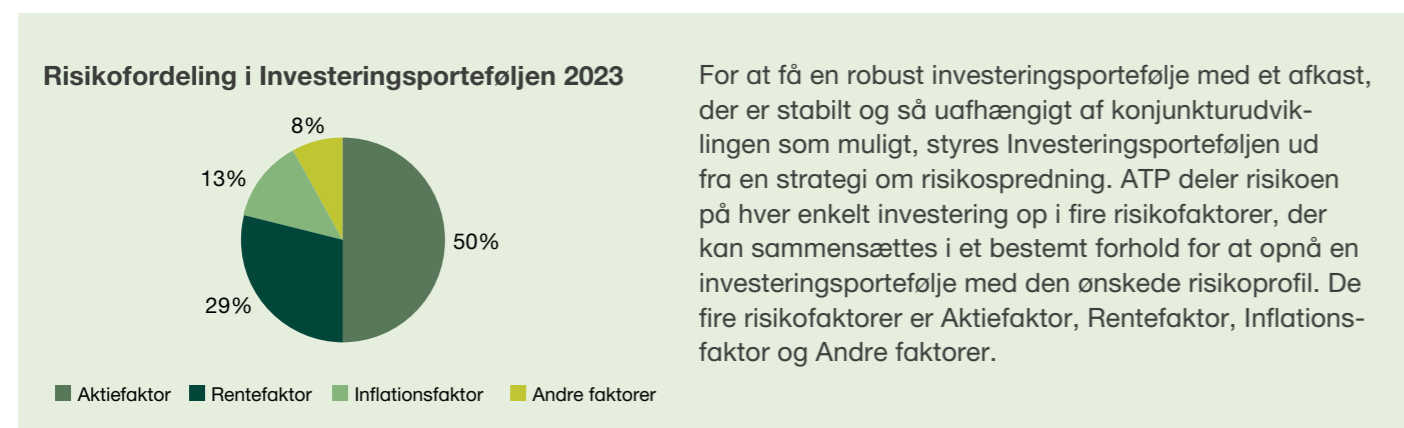 Risikofordeling i Investeringsporteføljen 2023
8%
13%
50%
29%
Aktiefaktor Rentefaktor Inflationsfaktor Andre faktorer
For at få en robust investeringsportefølje med et afkast,
der er stabilt og så uafhængigt af konjunkturudvik-
lingen som muligt, styres Investeringsporteføljen ud
fra en strategi om risikospredning. ATP deler risikoen
på hver enkelt investering op i fire risikofaktorer, der
kan sammensættes i et bestemt forhold for at opnå en
investeringsportefølje med den ønskede risikoprofil. De
fire risikofaktorer er Aktiefaktor, Rentefaktor, Inflations-
faktor og Andre faktorer.